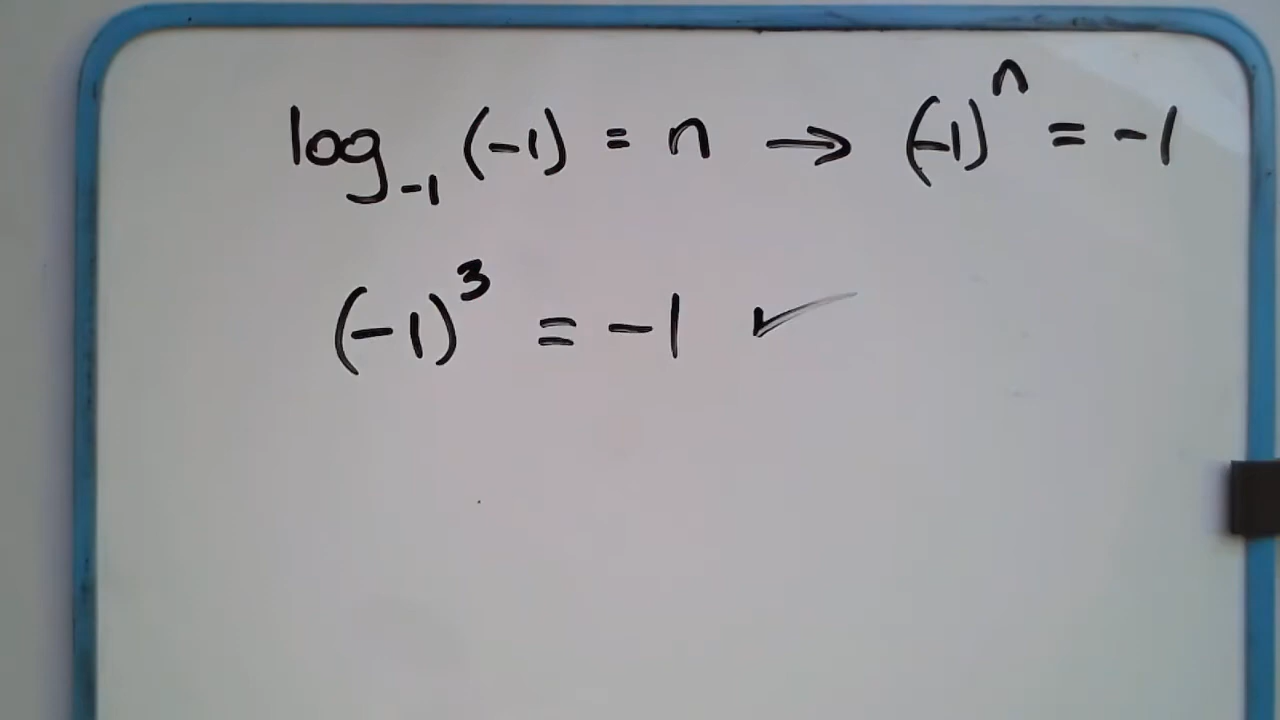 log₋₁ (-1) = n → (-1)ⁿ = -1
(-1)³ = -1 ✓